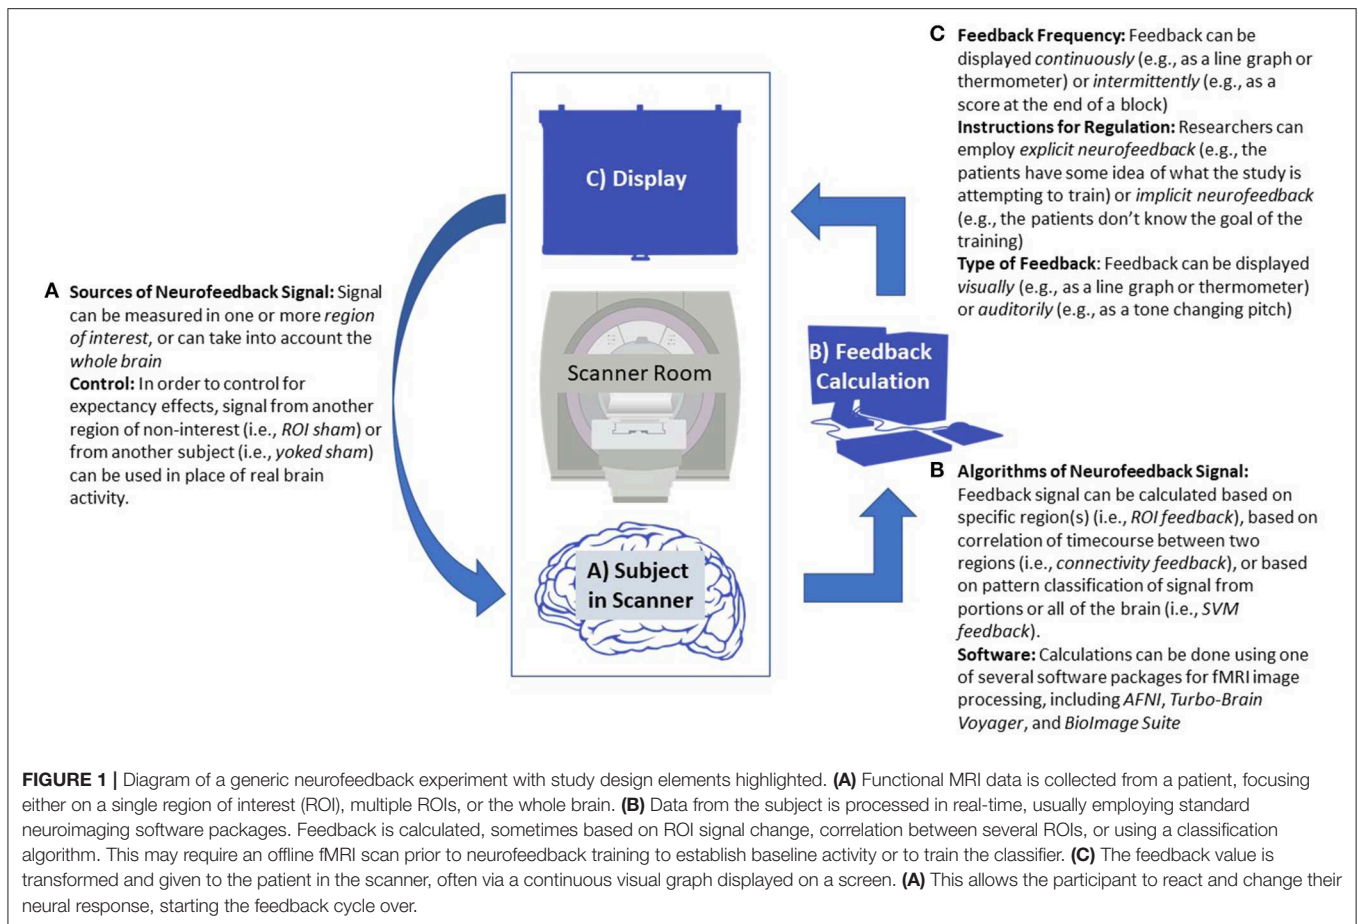 C Feedback Frequency: Feedback can be
displayed continuously (e.g., as a line graph or
thermometer) or intermittently (e.g., as a
score at the end of a block)
Instructions for Regulation: Researchers can
employ explicit neurofeedback (e.g., the
patients have some idea of what the study is
attempting to train) or implicit neurofeedback
(e.g., the patients don't know the goal of the
training)
Type of Feedback: Feedback can be displayed
visually (e.g., as a line graph or thermometer)
or auditorily (e.g., as a tone changing pitch)
C) Display
A Sources of Neurofeedback Signal: Signal
can be measured in one or more region
of interest, or can take into account the
whole brain
Control: In order to control for
expectancy effects, signal from another
region of non-interest (i.e., ROI sham) or
from another subject (i.e., yoked sham)
can be used in place of real brain
activity.
Scanner Room
B) Feedback
Calculation
A) Subject
in Scanner
B Algorithms of Neurofeedback Signal:
Feedback signal can be calculated based on
specific region(s) (i.e., ROI feedback), based on
correlation of timecourse between two
regions (i.e., connectivity feedback), or based
on pattern classification of signal from
portions or all of the brain (i.e., SVM
feedback).
Software: Calculations can be done using one
of several software packages for fMRI image
processing, including AFNI, Turbo-Brain
Voyager, and BioImage Suite
FIGURE 1 | Diagram of a generic neurofeedback experiment with study design elements highlighted. (A) Functional MRI data is collected from a patient, focusing
either on a single region of interest (ROI), multiple ROIs, or the whole brain. (B) Data from the subject is processed in real-time, usually employing standard
neuroimaging software packages. Feedback is calculated, sometimes based on ROI signal change, correlation between several ROIs, or using a classification
algorithm. This may require an offline fMRI scan prior to neurofeedback training to establish baseline activity or to train the classifier. (C) The feedback value is
transformed and given to the patient in the scanner, often via a continuous visual graph displayed on a screen. (A) This allows the participant to react and change their
neural response, starting the feedback cycle over.